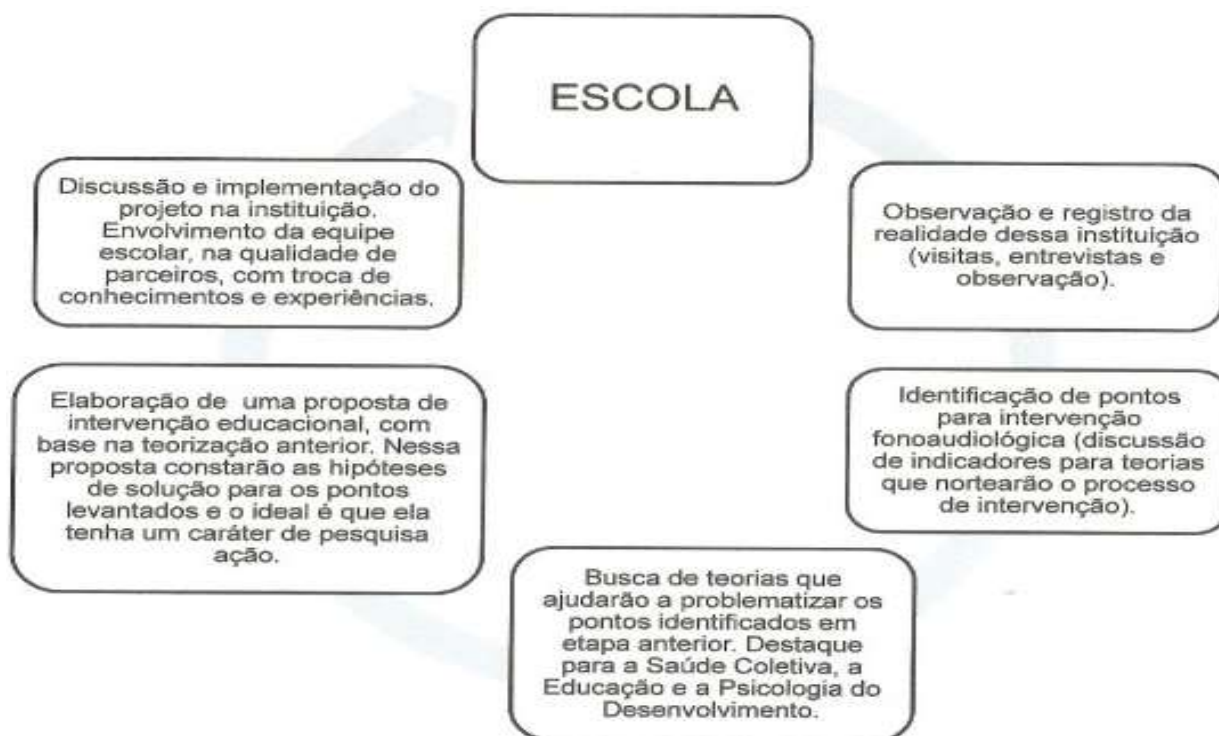 ESCOLA
Observação e registro da
realidade dessa instituição
(visitas, entrevistas e
observação).
Identificação de pontos
para intervenção
fonoaudiológica (discussão
de indicadores para teorias
que nortearão o processo
de intervenção).
Busca de teorias que
ajudarão a problematizar os
pontos identificados em
etapa anterior. Destaque
para a Saúde Coletiva, a
Educação e a Psicologia do
Desenvolvimento.
Elaboração de uma proposta de
intervenção educacional, com
base na teorização anterior. Nessa
proposta constarão as hipóteses
de solução para os pontos
levantados e o ideal é que ela
tenha um caráter de pesquisa
ação.
Discussão e implementação do
projeto na instituição.
Envolvimento da equipe
escolar, na qualidade de
parceiros, com troca de
conhecimentos e experiências.